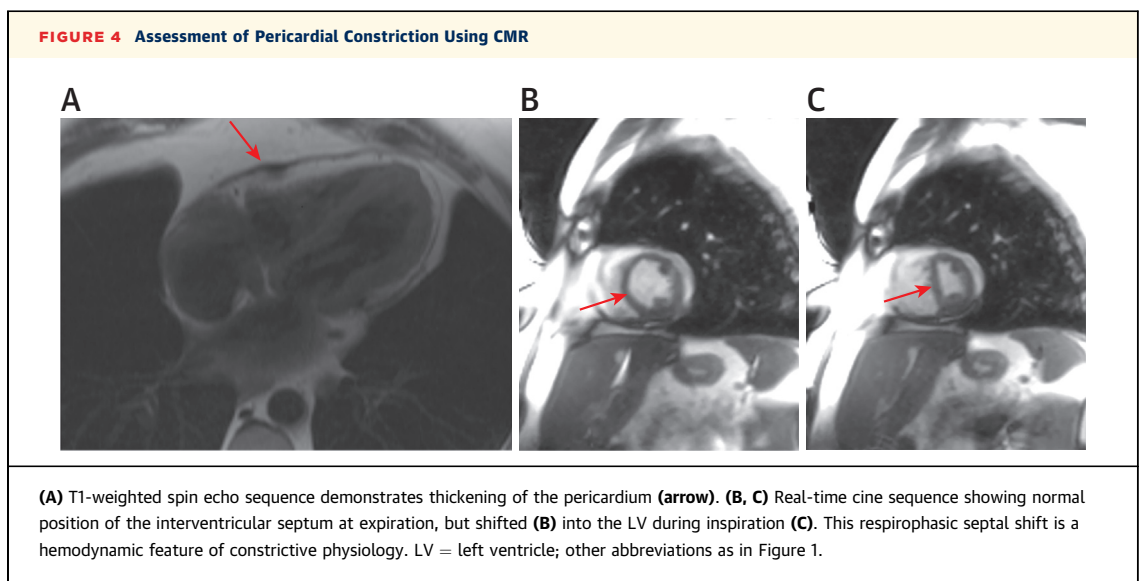 FIGURE 4 Assessment of Pericardial Constriction Using CMR
A
B
C
(A) T1-weighted spin echo sequence demonstrates thickening of the pericardium (arrow). (B, C) Real-time cine sequence showing normal
position of the interventricular septum at expiration, but shifted (B) into the LV during inspiration (C). This respirophasic septal shift is a
hemodynamic feature of constrictive physiology. LV = left ventricle; other abbreviations as in Figure 1.